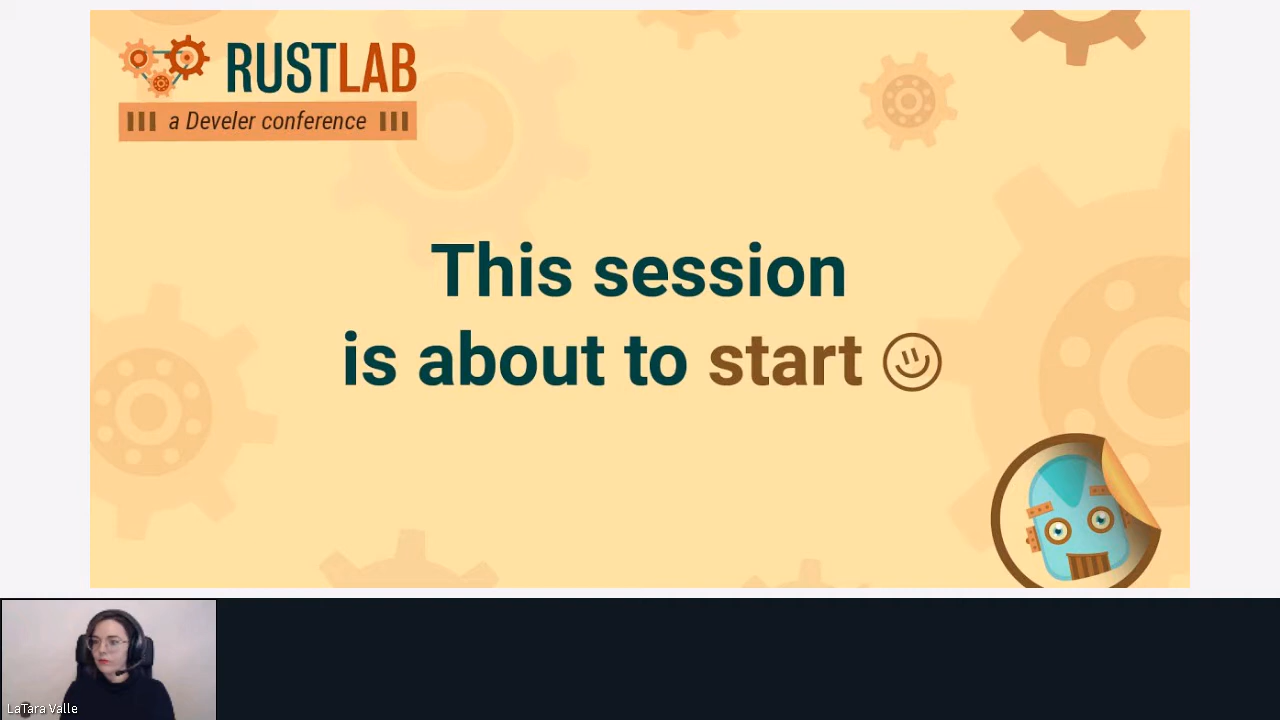 RUSTLAB
a Develer conference
This session
is about to start
LaTara Valle